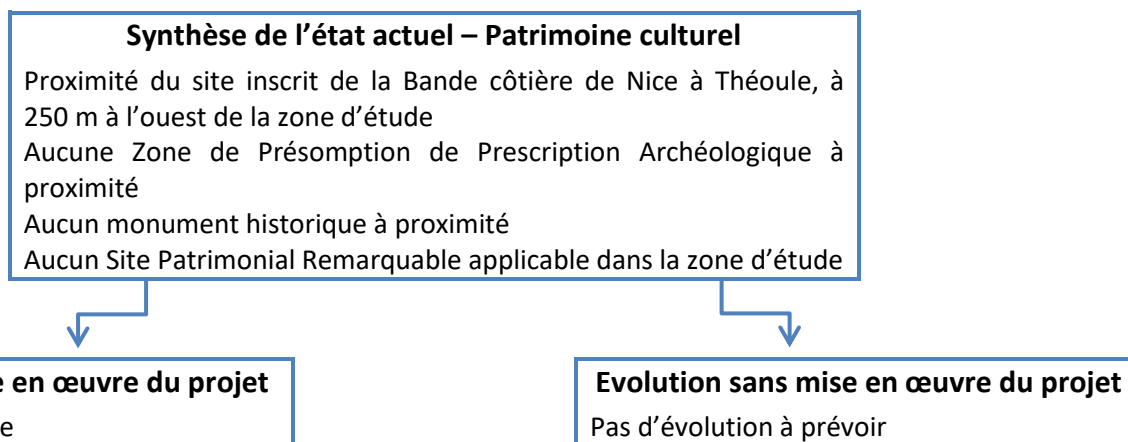 Synthèse de l’état actuel – Patrimoine culturel
Proximité du site inscrit de la Bande côtière de Nice à Théoule, à
250 m à l’ouest de la zone d’étude
Aucune Zone de Présomption de Prescription Archéologique à
proximité
Aucun monument historique à proximité
Aucun Site Patrimonial Remarquable applicable dans la zone d’étude
en œuvre du projet
Evolution sans mise en œuvre du projet
Pas d’évolution à prévoir